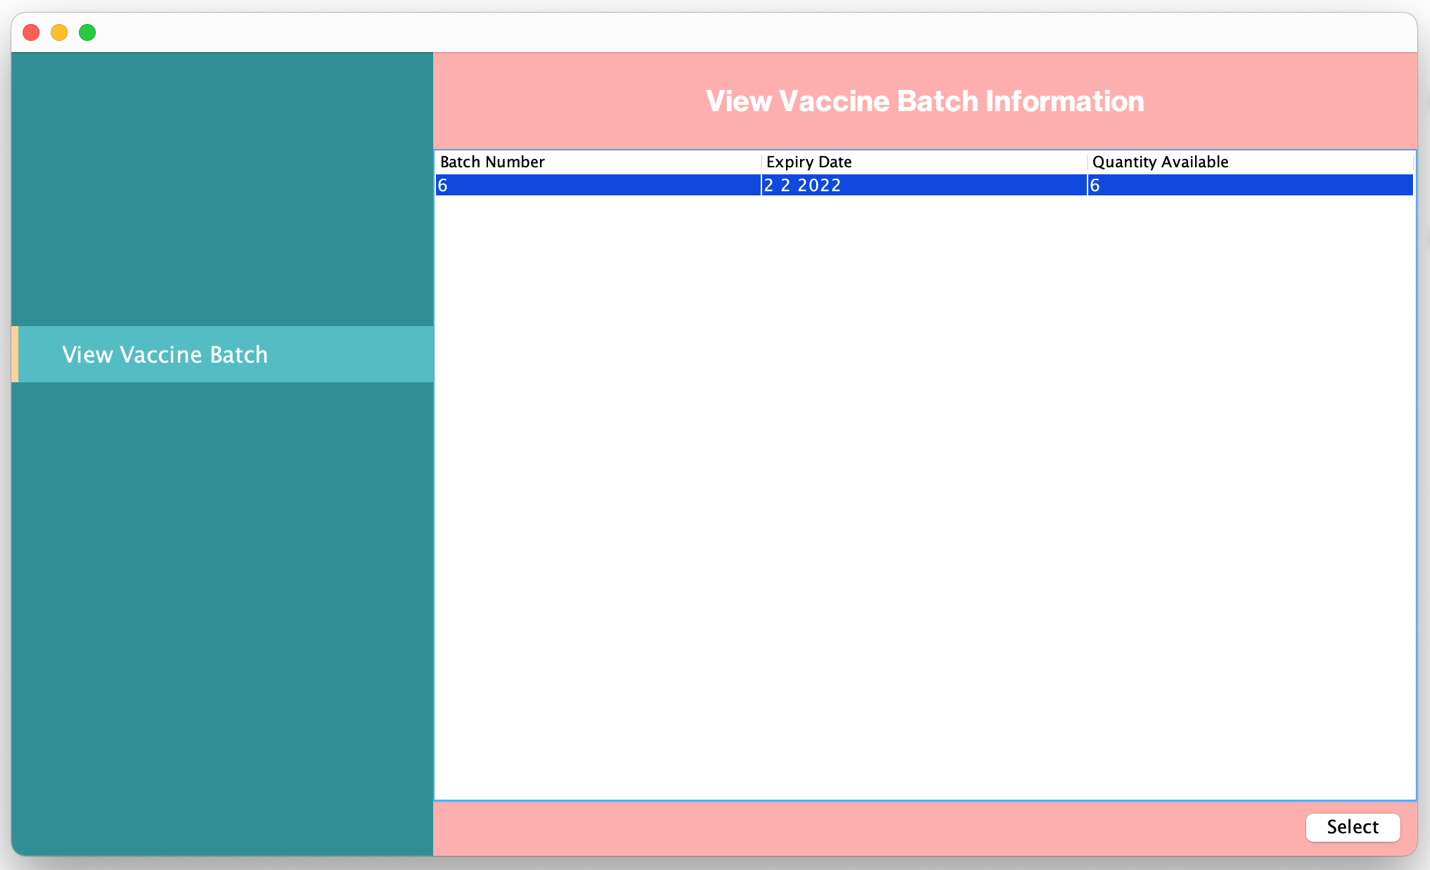 View Vaccine Batch Information
Batch Number Expiry Date Quantity Available
6 2 2 2022 6
View Vaccine Batch
Select